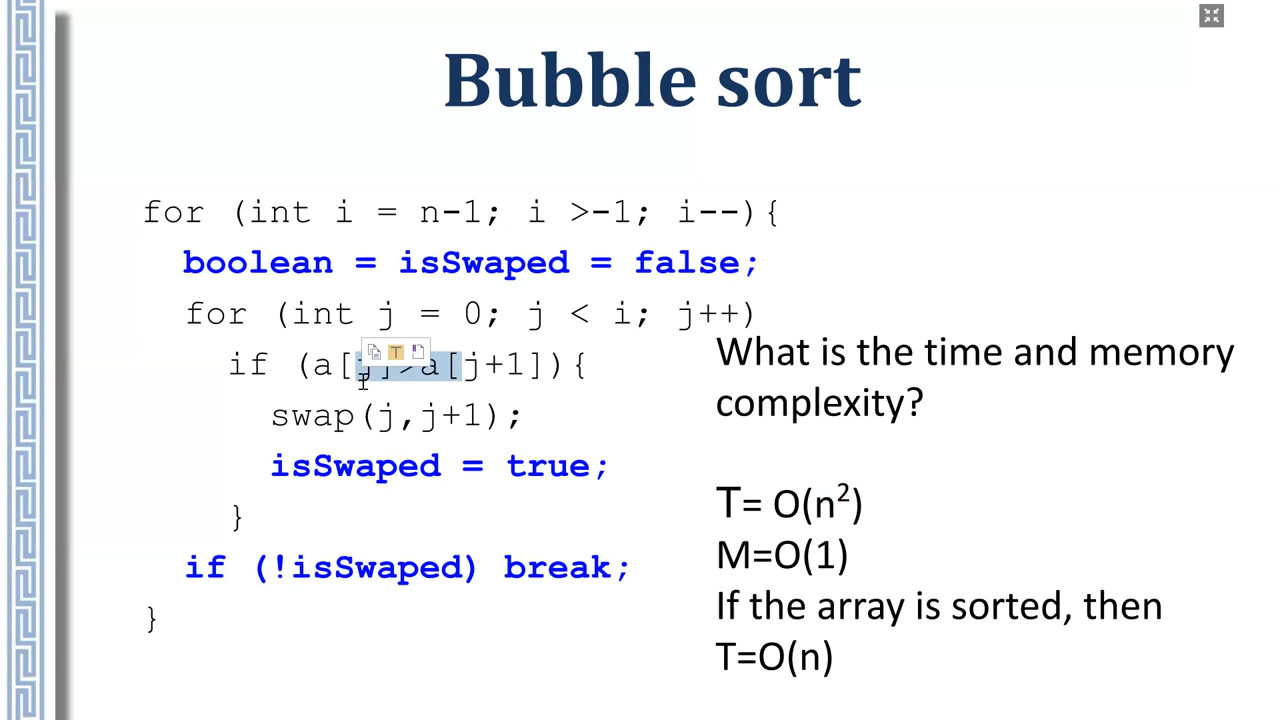 Bubble sort
for (int i = n-1; i >-1; i--){
boolean = isSwaped = false;
for (int j = 0; j < i; j++)
if (a[j]>a[j+1]){
swap(j,j+1);
isSwaped = true;
}
if (!isSwaped) break;
}
What is the time and memory
complexity?
T= O(n²)
M=O(1)
If the array is sorted, then
T=O(n)